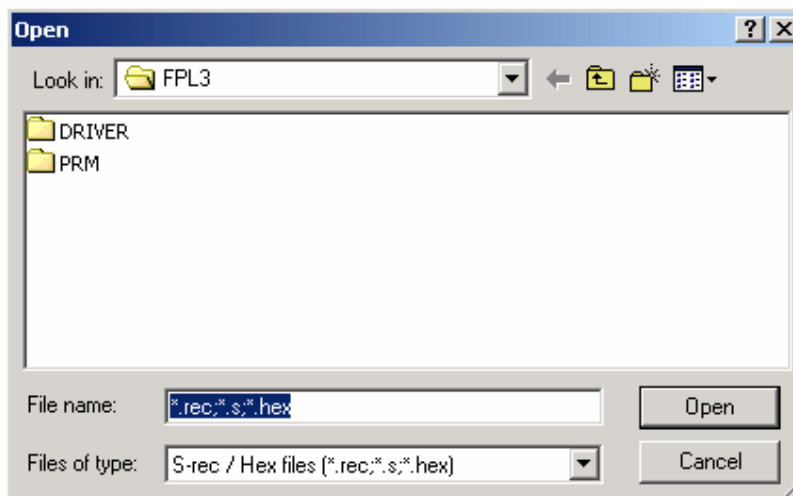 Open
Look in: FPL3
DRIVER
PRM
File name: *.rec;*.s;*.hex Open
Files of type: S-rec / Hex files (*.rec;*.s;*.hex) Cancel